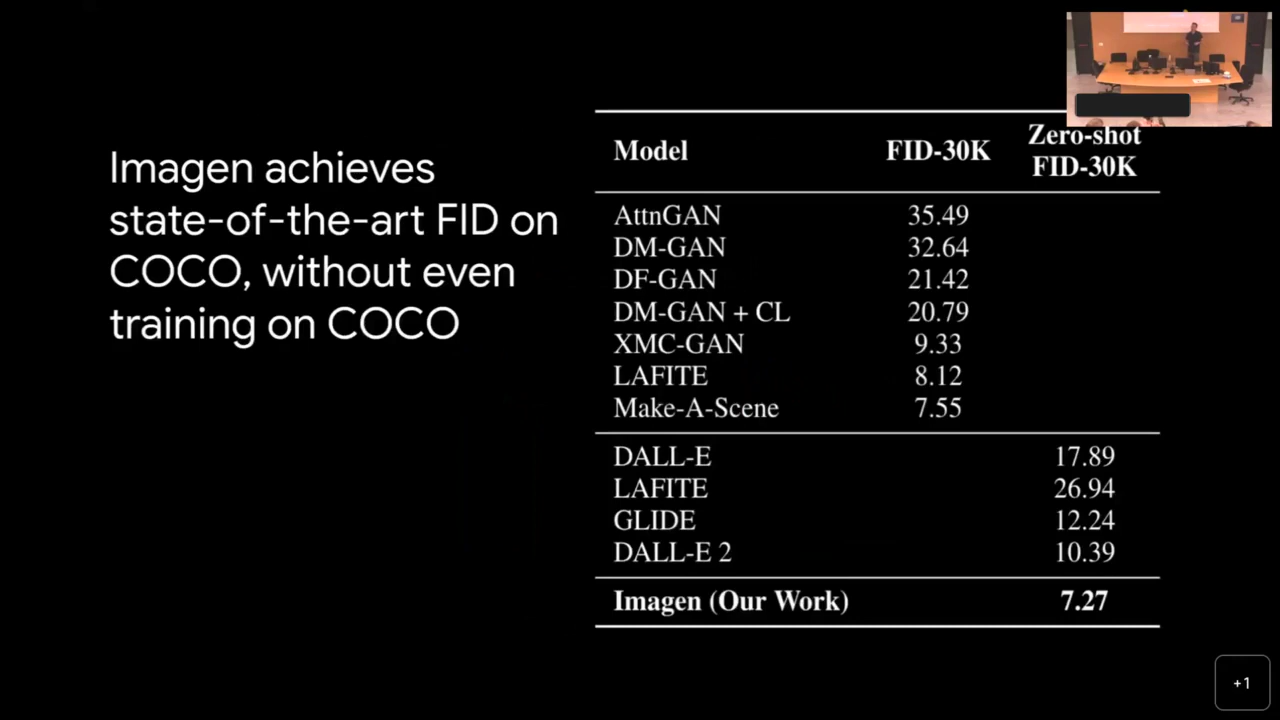 Imagen achieves
state-of-the-art FID on
COCO, without even
training on COCO
Model FID-30K Zero-shot FID-30K
AttnGAN 35.49
DM-GAN 32.64
DF-GAN 21.42
DM-GAN + CL 20.79
XMC-GAN 9.33
LAFITE 8.12
Make-A-Scene 7.55
DALL-E 17.89
LAFITE 26.94
GLIDE 12.24
DALL-E 2 10.39
Imagen (Our Work) 7.27
+1